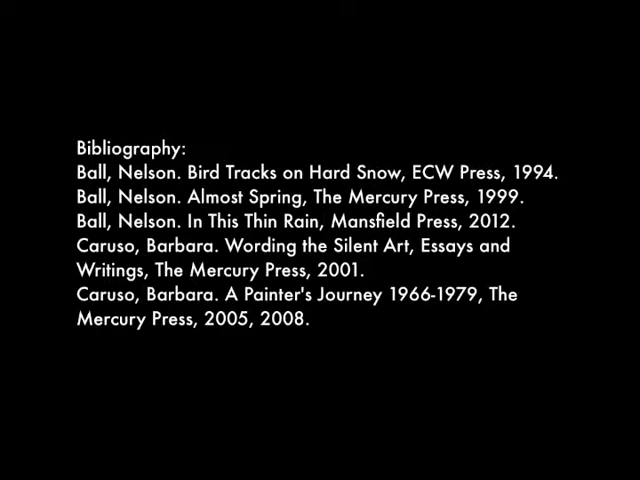 Bibliography:
Ball, Nelson. Bird Tracks on Hard Snow, ECW Press, 1994.
Ball, Nelson. Almost Spring, The Mercury Press, 1999.
Ball, Nelson. In This Thin Rain, Mansfield Press, 2012.
Caruso, Barbara. Wording the Silent Art, Essays and
Writings, The Mercury Press, 2001.
Caruso, Barbara. A Painter's Journey 1966-1979, The
Mercury Press, 2005, 2008.